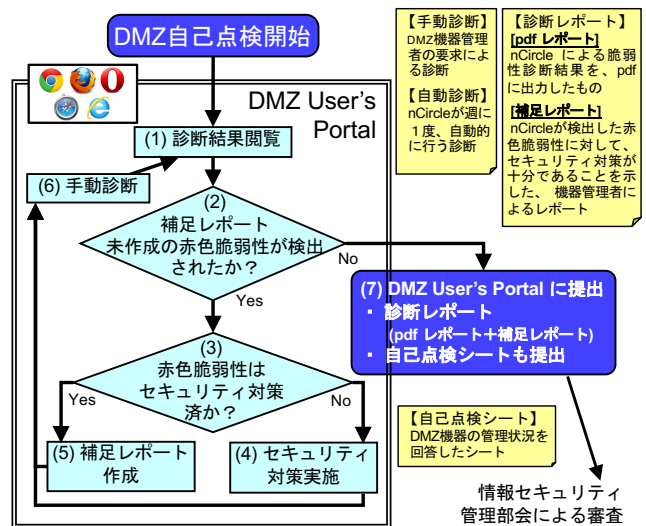 DMZ自己点検開始
DMZ User's
Portal
(1) 診断結果閲覧
(6) 手動診断
(2)
補足レポート
未作成の赤色脆弱性が検出
されたか？
No
Yes
(3)
赤色脆弱性は
セキュリティ対策
済か？
Yes
No
(5) 補足レポート
作成
(4) セキュリティ
対策実施
【手動診断】
DMZ機器管理
者の要求によ
る診断
【自動診断】
nCircleが週に
１度、自動的
に行う診断
【診断レポート】
[pdf レポート]
nCircle による脆弱
性診断結果を、pdf
に出力したもの
[補足レポート]
nCircleが検出した赤
色脆弱性に対して、
セキュリティ対策が
十分であることを示
した、 機器管理者に
よるレポート
(7) DMZ User's Portal に提出
・ 診断レポート
(pdf レポート＋補足レポート)
・ 自己点検シートも提出
【自己点検シート】
DMZ機器の管理状況を
回答したシート
情報セキュリティ
管理部会による審査